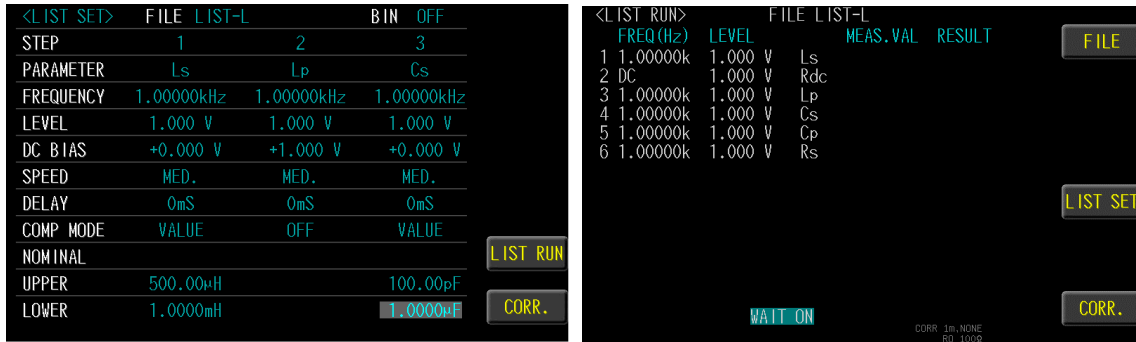 <LIST SET> FILE LIST-L BIN OFF
STEP 1 2 3
PARAMETER Ls Lp Cs
FREQUENCY 1.00000kHz 1.00000kHz 1.00000kHz
LEVEL 1.000 V 1.000 V 1.000 V
DC BIAS +0.000 V +1.000 V +0.000 V
SPEED MED. MED. MED.
DELAY 0mS 0mS 0mS
COMP MODE VALUE OFF VALUE
NOMINAL
UPPER 500.00μH 100.00pF
LOWER 1.0000mH 1.0000μF
LIST RUN
CORR.
<LIST RUN> FILE LIST-L
FREQ(Hz) LEVEL MEAS.VAL RESULT
1 1.00000k 1.000 V Ls
2 DC 1.000 V Rdc
3 1.00000k 1.000 V Lp
4 1.00000k 1.000 V Cs
5 1.00000k 1.000 V Cp
6 1.00000k 1.000 V Rs
WAIT ON
CORR 1m,NONE
RO 100Ω
FILE
LIST SET
CORR.